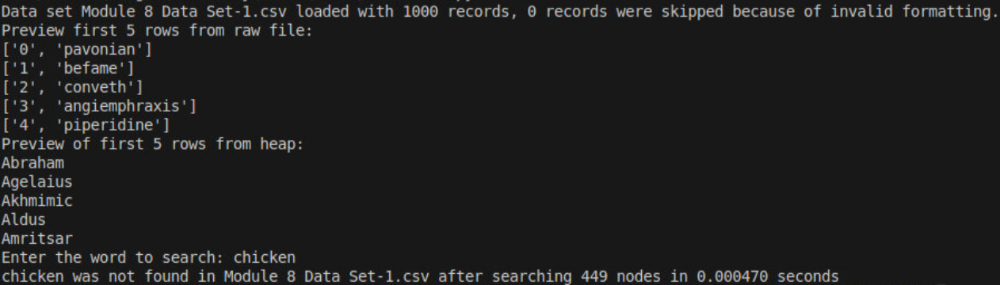 Data set Module 8 Data Set-1.csv loaded with 1000 records, 0 records were skipped because of invalid formatting.
Preview first 5 rows from raw file:
['0', 'pavonian']
['1', 'befame']
['2', 'conveth']
['3', 'angiemphraxis']
['4', 'piperidine']
Preview of first 5 rows from heap:
Abraham
Agelaius
Akhmimic
Aldus
Amritsar
Enter the word to search: chicken
chicken was not found in Module 8 Data Set-1.csv after searching 449 nodes in 0.000470 seconds